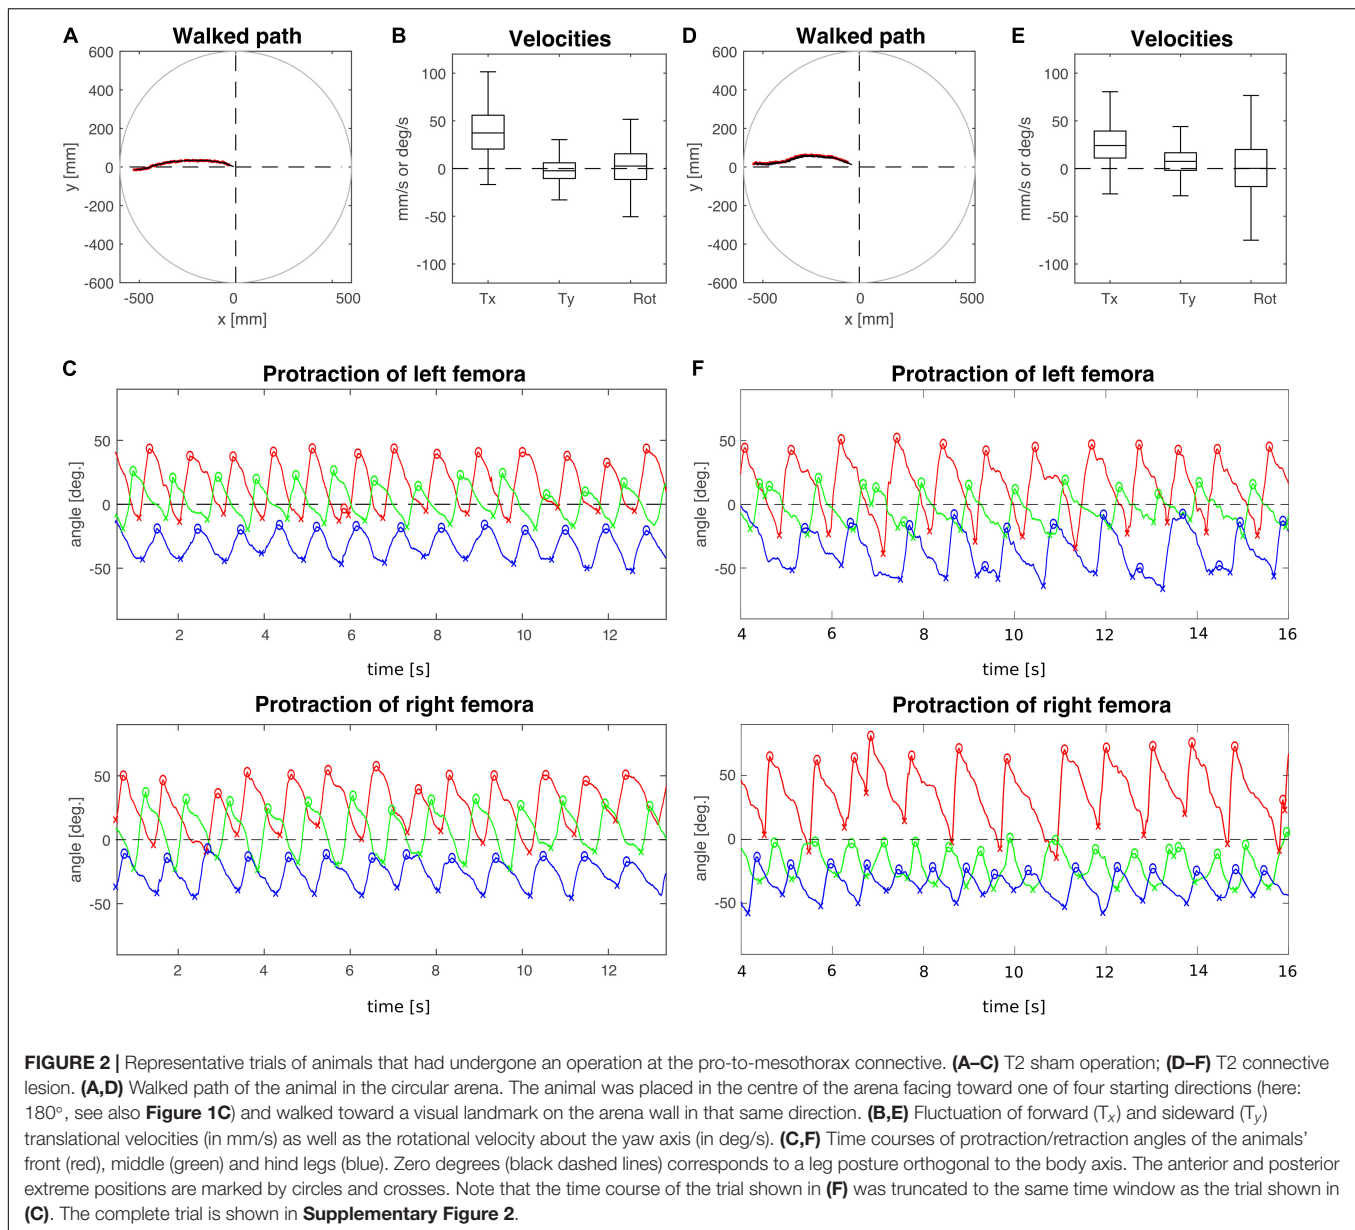 A Walked path
600
400
200
0
-200
-400
-600
y [mm]
-500 0 500
x [mm]
B Velocities
100
50
0
-50
-100
mm/s or deg/s
Tx Ty Rot
D Walked path
600
400
200
0
-200
-400
-600
y [mm]
-500 0 500
x [mm]
E Velocities
100
50
0
-50
-100
mm/s or deg/s
Tx Ty Rot
C Protraction of left femora
50
0
-50
angle [deg.]
2 4 6 8 10 12
time [s]
Protraction of right femora
50
0
-50
angle [deg.]
2 4 6 8 10 12
time [s]
F Protraction of left femora
50
0
-50
angle [deg.]
4 6 8 10 12 14 16
time [s]
Protraction of right femora
50
0
-50
angle [deg.]
4 6 8 10 12 14 16
time [s]
FIGURE 2 | Representative trials of animals that had undergone an operation at the pro-to-mesothorax connective. (A–C) T2 sham operation; (D–F) T2 connective
lesion. (A,D) Walked path of the animal in the circular arena. The animal was placed in the centre of the arena facing toward one of four starting directions (here:
180°, see also Figure 1C) and walked toward a visual landmark on the arena wall in that same direction. (B,E) Fluctuation of forward (Tx) and sideward (Ty)
translational velocities (in mm/s) as well as the rotational velocity about the yaw axis (in deg/s). (C,F) Time courses of protraction/retraction angles of the animals'
front (red), middle (green) and hind legs (blue). Zero degrees (black dashed lines) corresponds to a leg posture orthogonal to the body axis. The anterior and posterior
extreme positions are marked by circles and crosses. Note that the time course of the trial shown in (F) was truncated to the same time window as the trial shown in
(C). The complete trial is shown in Supplementary Figure 2.